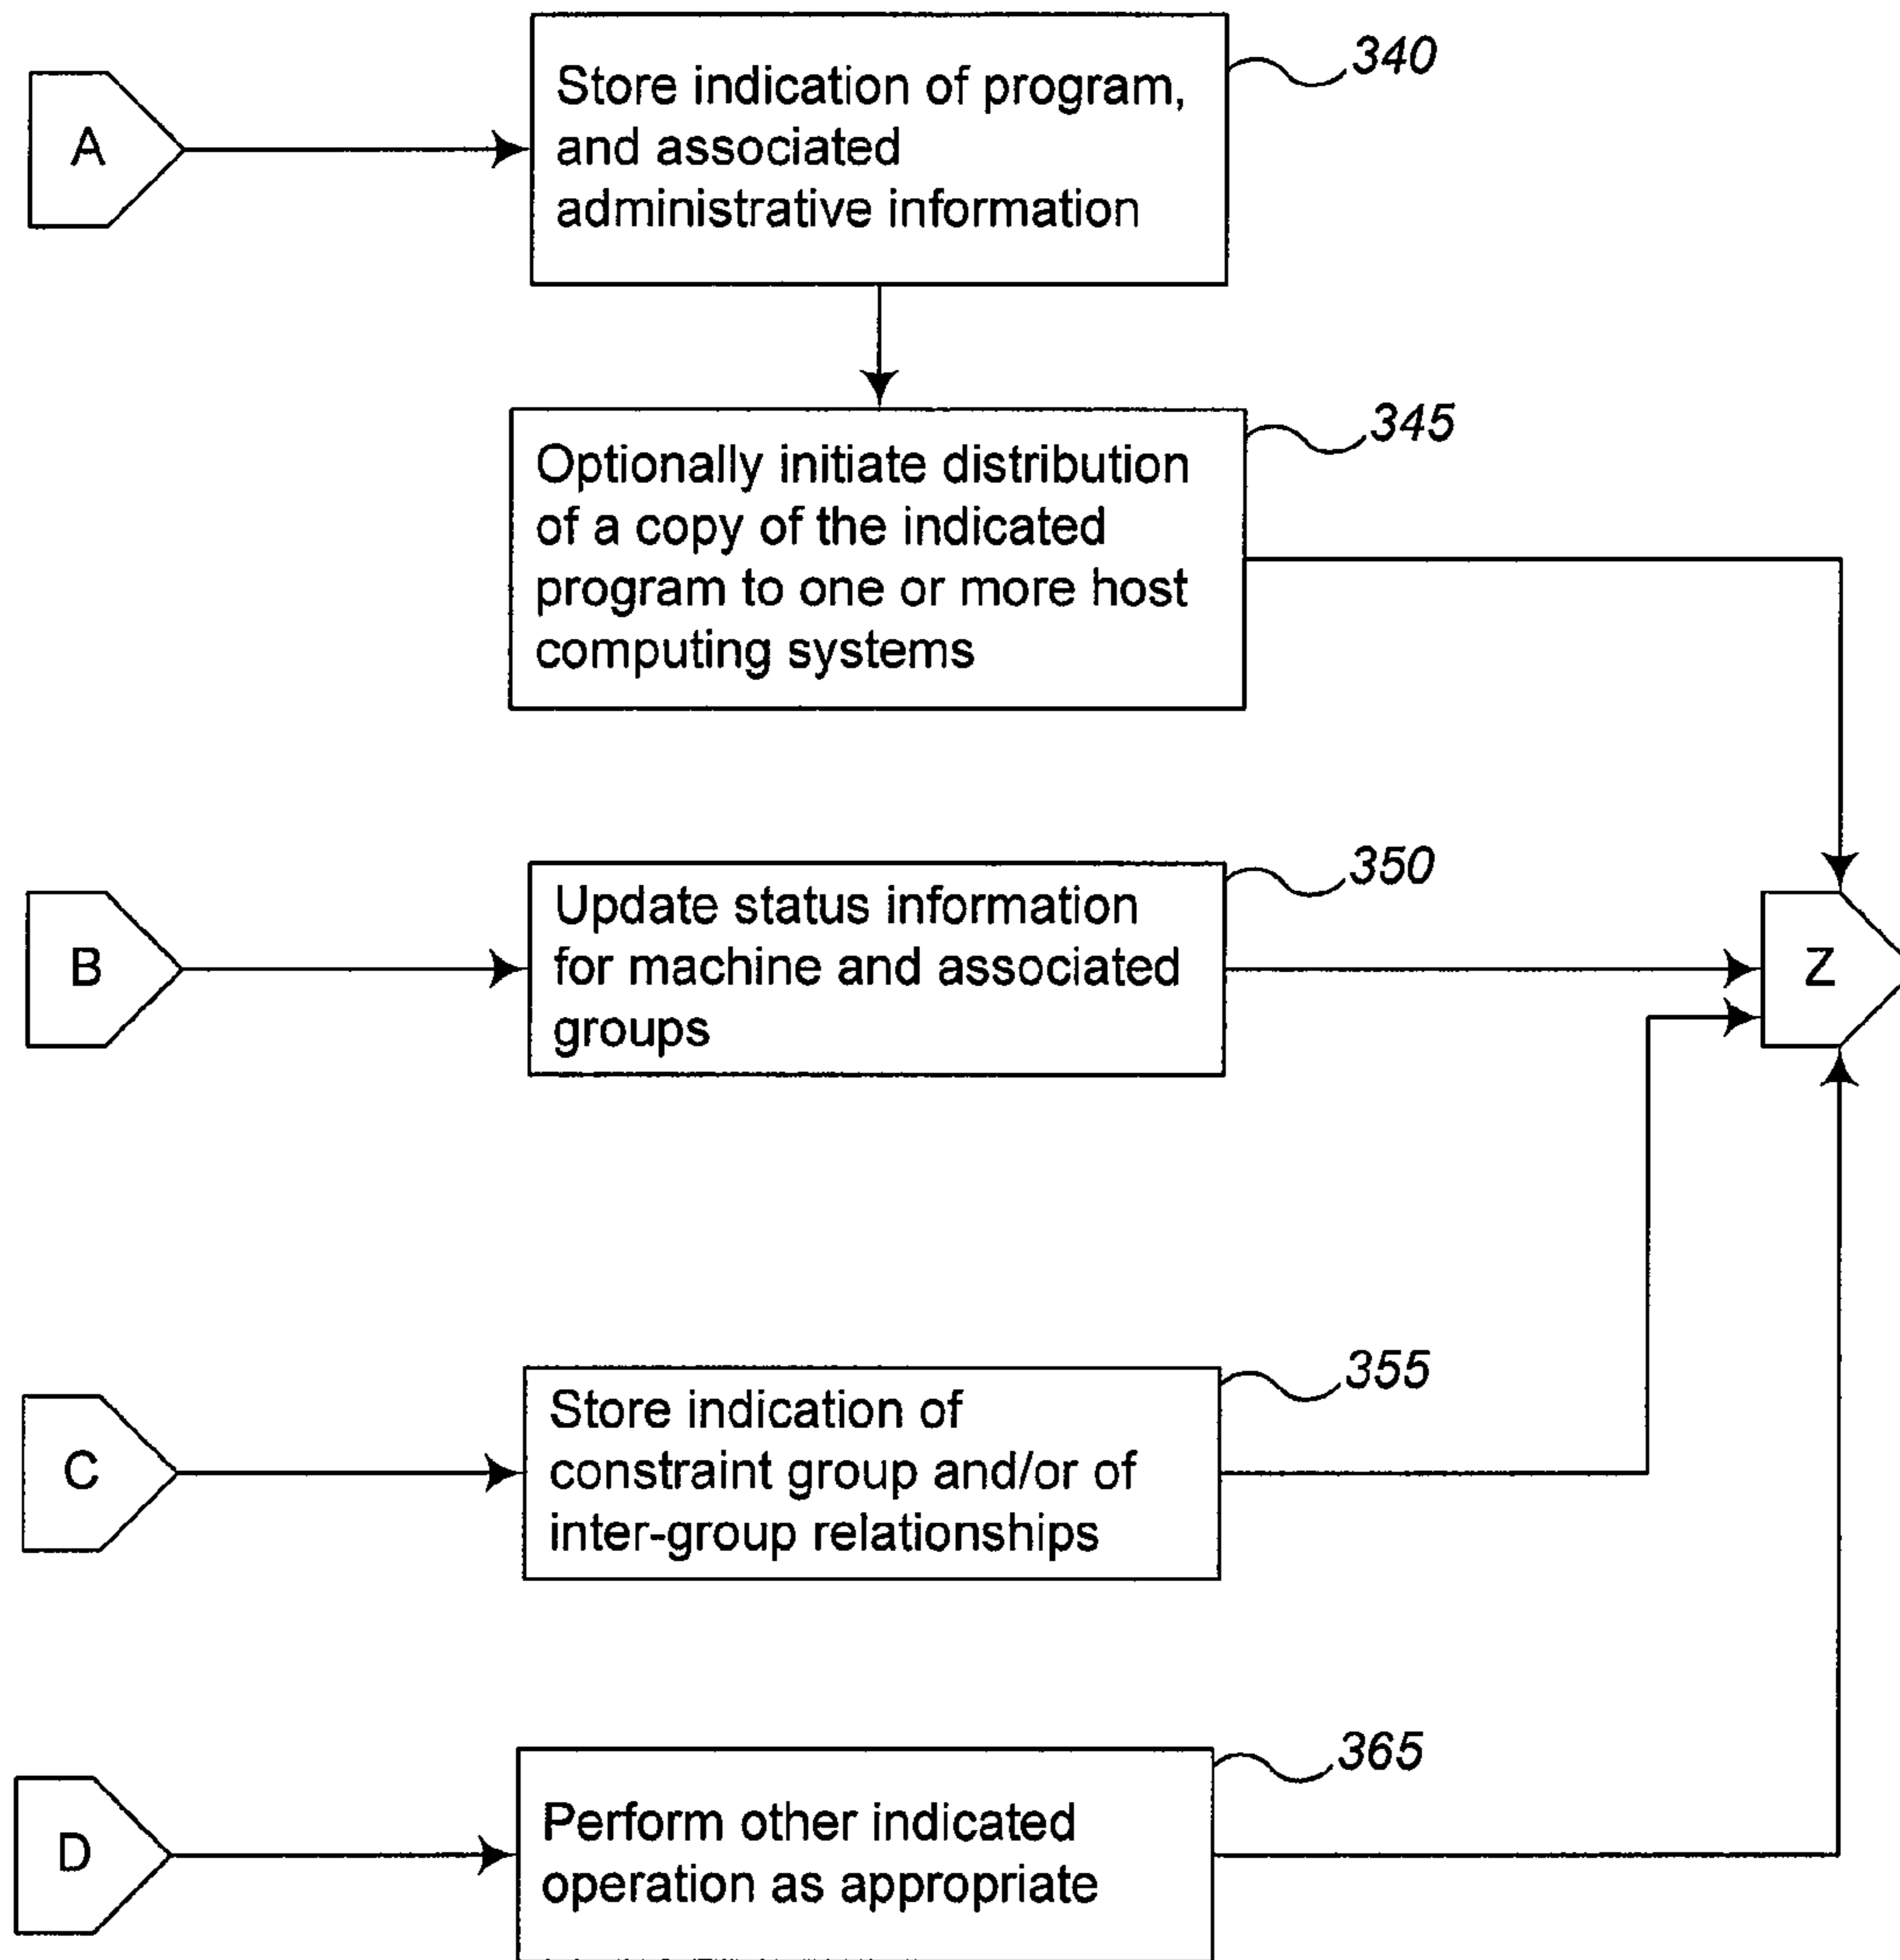 A
Store indication of program,
and associated
administrative information
340
Optionally initiate distribution
of a copy of the indicated
program to one or more host
computing systems
345
B
Update status information
for machine and associated
groups
350
Z
C
Store indication of
constraint group and/or of
inter-group relationships
355
D
Perform other indicated
operation as appropriate
365